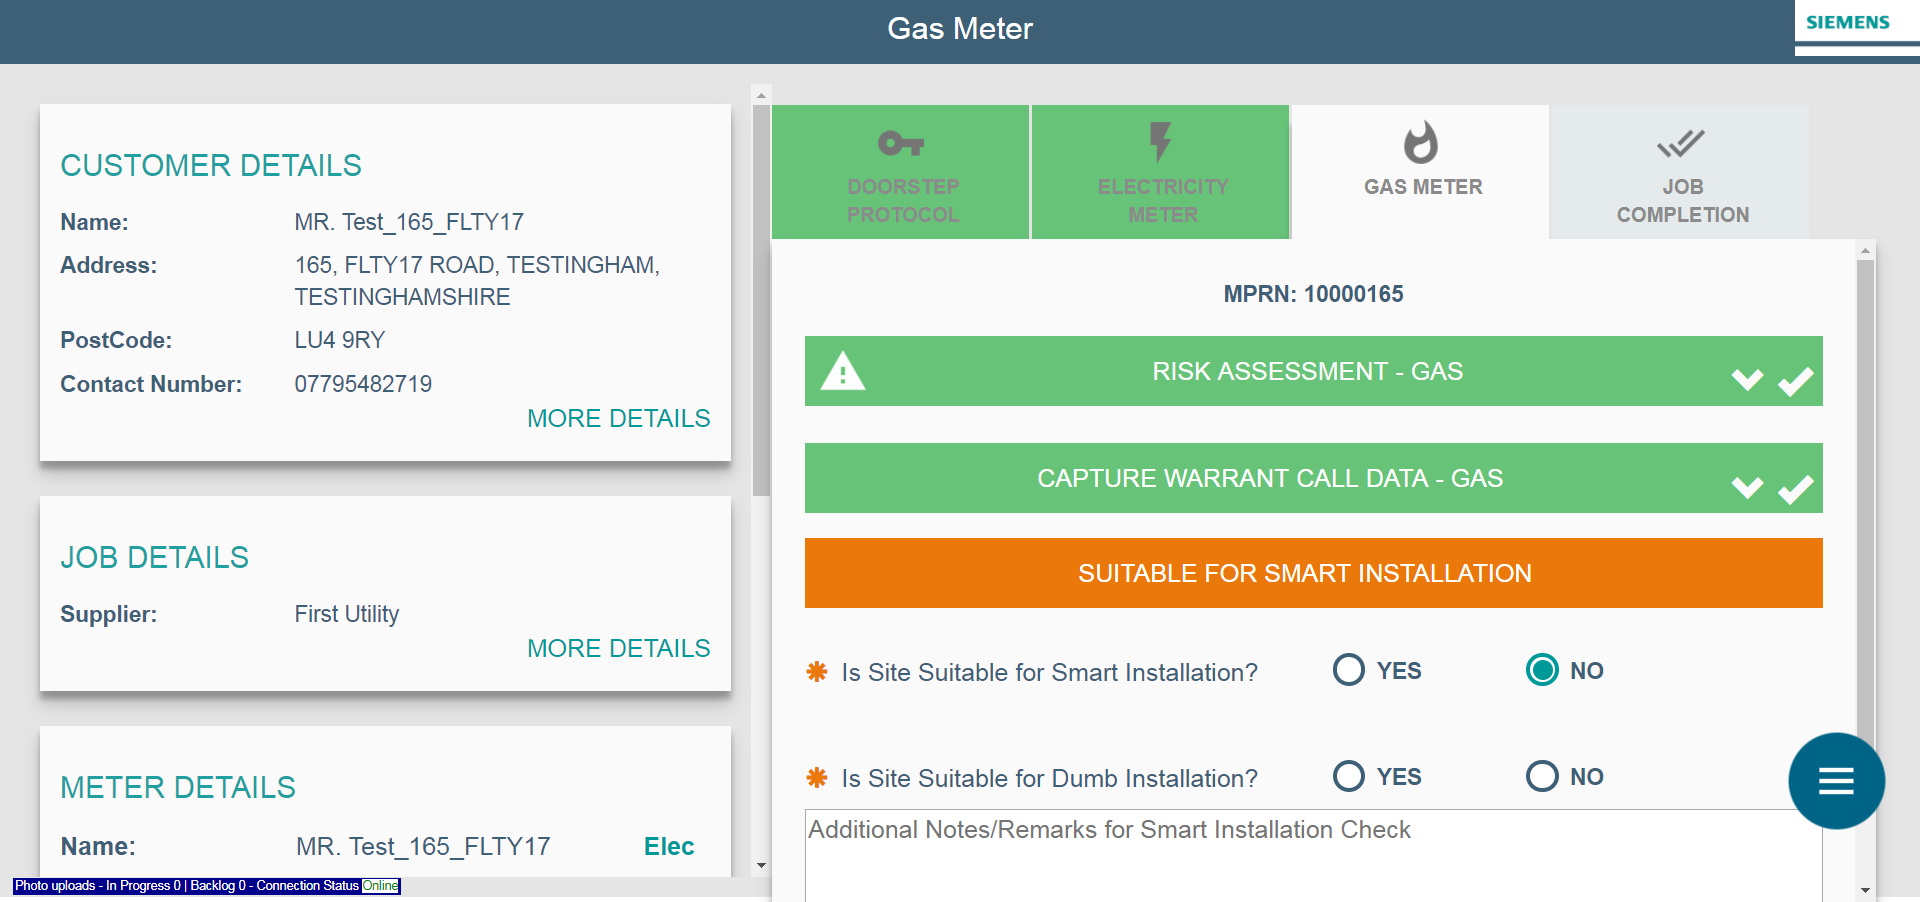 Gas Meter
SIEMENS
CUSTOMER DETAILS
Name: MR. Test_165_FLTY17
Address: 165, FLTY17 ROAD, TESTINGHAM,
TESTINGHAMSHIRE
PostCode: LU4 9RY
Contact Number: 07795482719
MORE DETAILS
JOB DETAILS
Supplier: First Utility
MORE DETAILS
METER DETAILS
Name: MR. Test_165_FLTY17 Elec
Photo uploads - In Progress 0 | Backlog 0 - Connection Status Online
DOORSTEP
PROTOCOL
ELECTRICITY
METER
GAS METER
JOB
COMPLETION
MPRN: 10000165
RISK ASSESSMENT - GAS
CAPTURE WARRANT CALL DATA - GAS
SUITABLE FOR SMART INSTALLATION
Is Site Suitable for Smart Installation? YES NO
Is Site Suitable for Dumb Installation? YES NO
Additional Notes/Remarks for Smart Installation Check